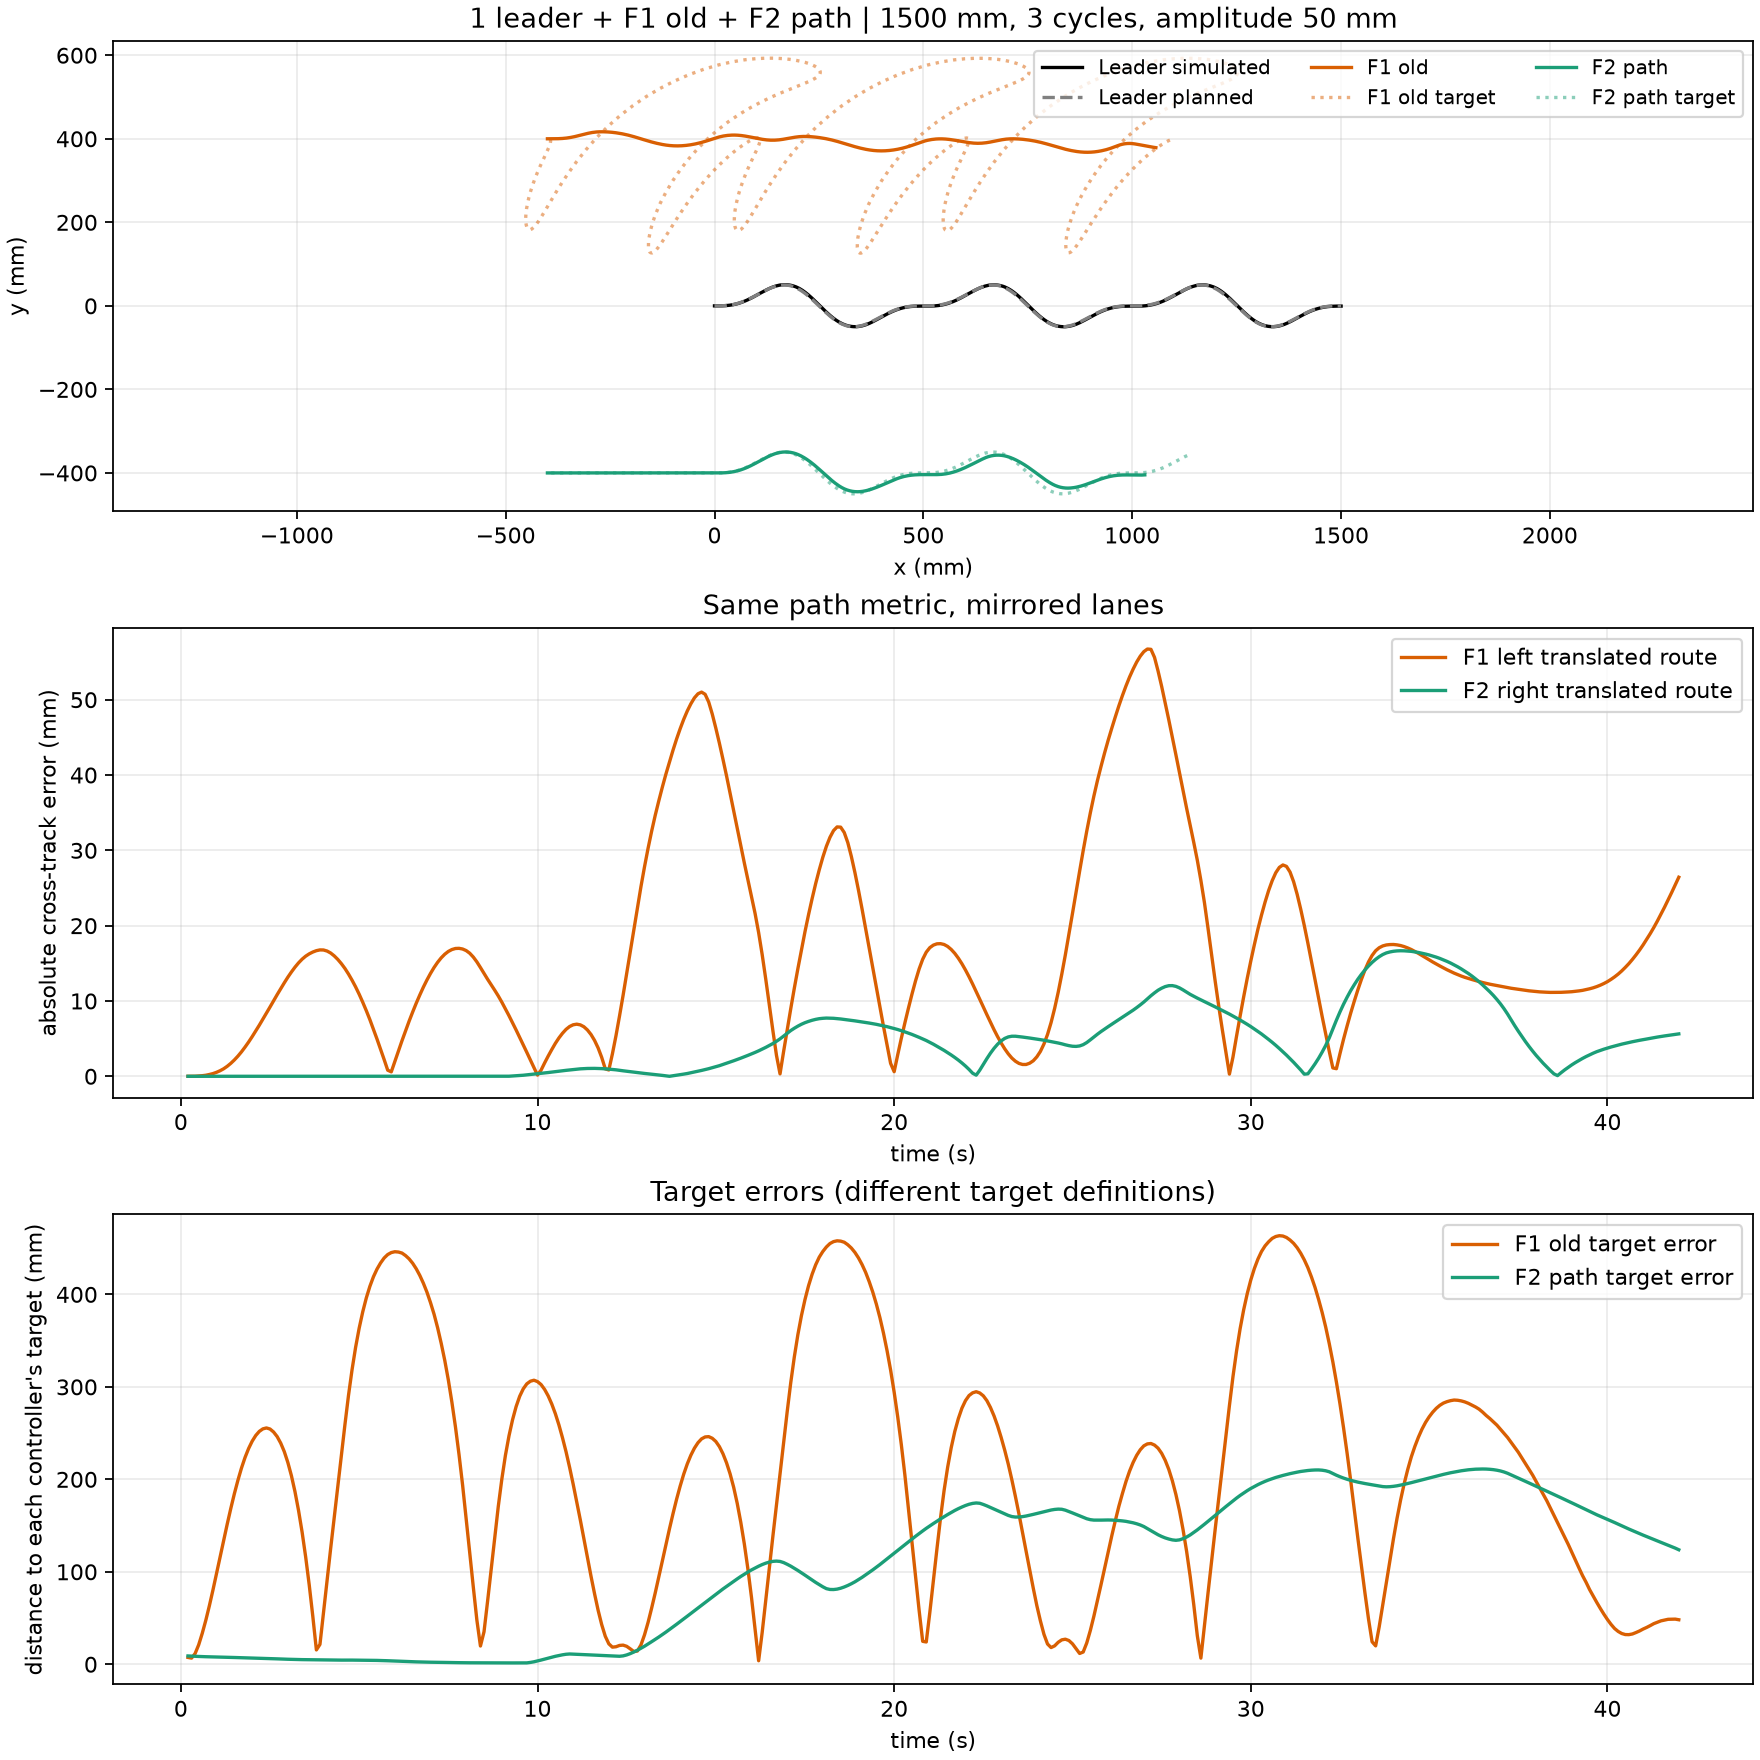 1 leader + F1 old + F2 path | 1500 mm, 3 cycles, amplitude 50 mm
Leader simulated
Leader planned
F1 old
F1 old target
F2 path
F2 path target
600
400
200
0
−200
−400
y (mm)
−1000
−500
0
500
1000
1500
2000
x (mm)
Same path metric, mirrored lanes
F1 left translated route
F2 right translated route
50
40
30
20
10
0
absolute cross-track error (mm)
0
10
20
30
40
time (s)
Target errors (different target definitions)
F1 old target error
F2 path target error
400
300
200
100
0
distance to each controller's target (mm)
0
10
20
30
40
time (s)